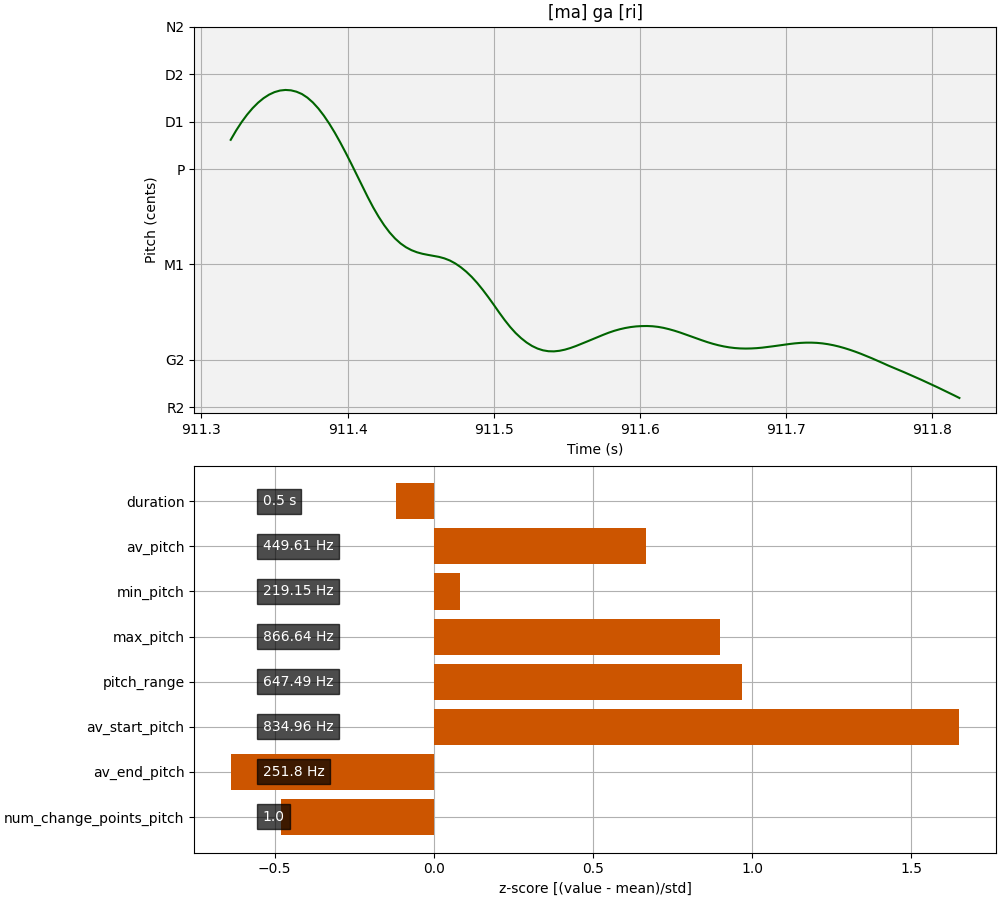 [ma] ga [ri]
N2
D2
D1
P
M1
G2
R2
Pitch (cents)
911.3 911.4 911.5 911.6 911.7 911.8
Time (s)
duration 0.5 s
av_pitch 449.61 Hz
min_pitch 219.15 Hz
max_pitch 866.64 Hz
pitch_range 647.49 Hz
av_start_pitch 834.96 Hz
av_end_pitch 251.8 Hz
num_change_points_pitch 1.0
−0.5 0.0 0.5 1.0 1.5
z-score [(value - mean)/std]